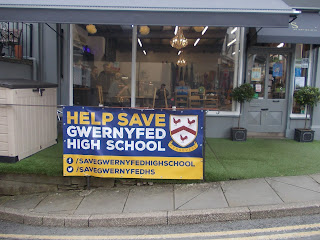 HELP SAVE
GWERNYFED
HIGH SCHOOL
/SAVEGWERNYFEDHIGHSCHOOL
/SAVEGWERNYFEDHS